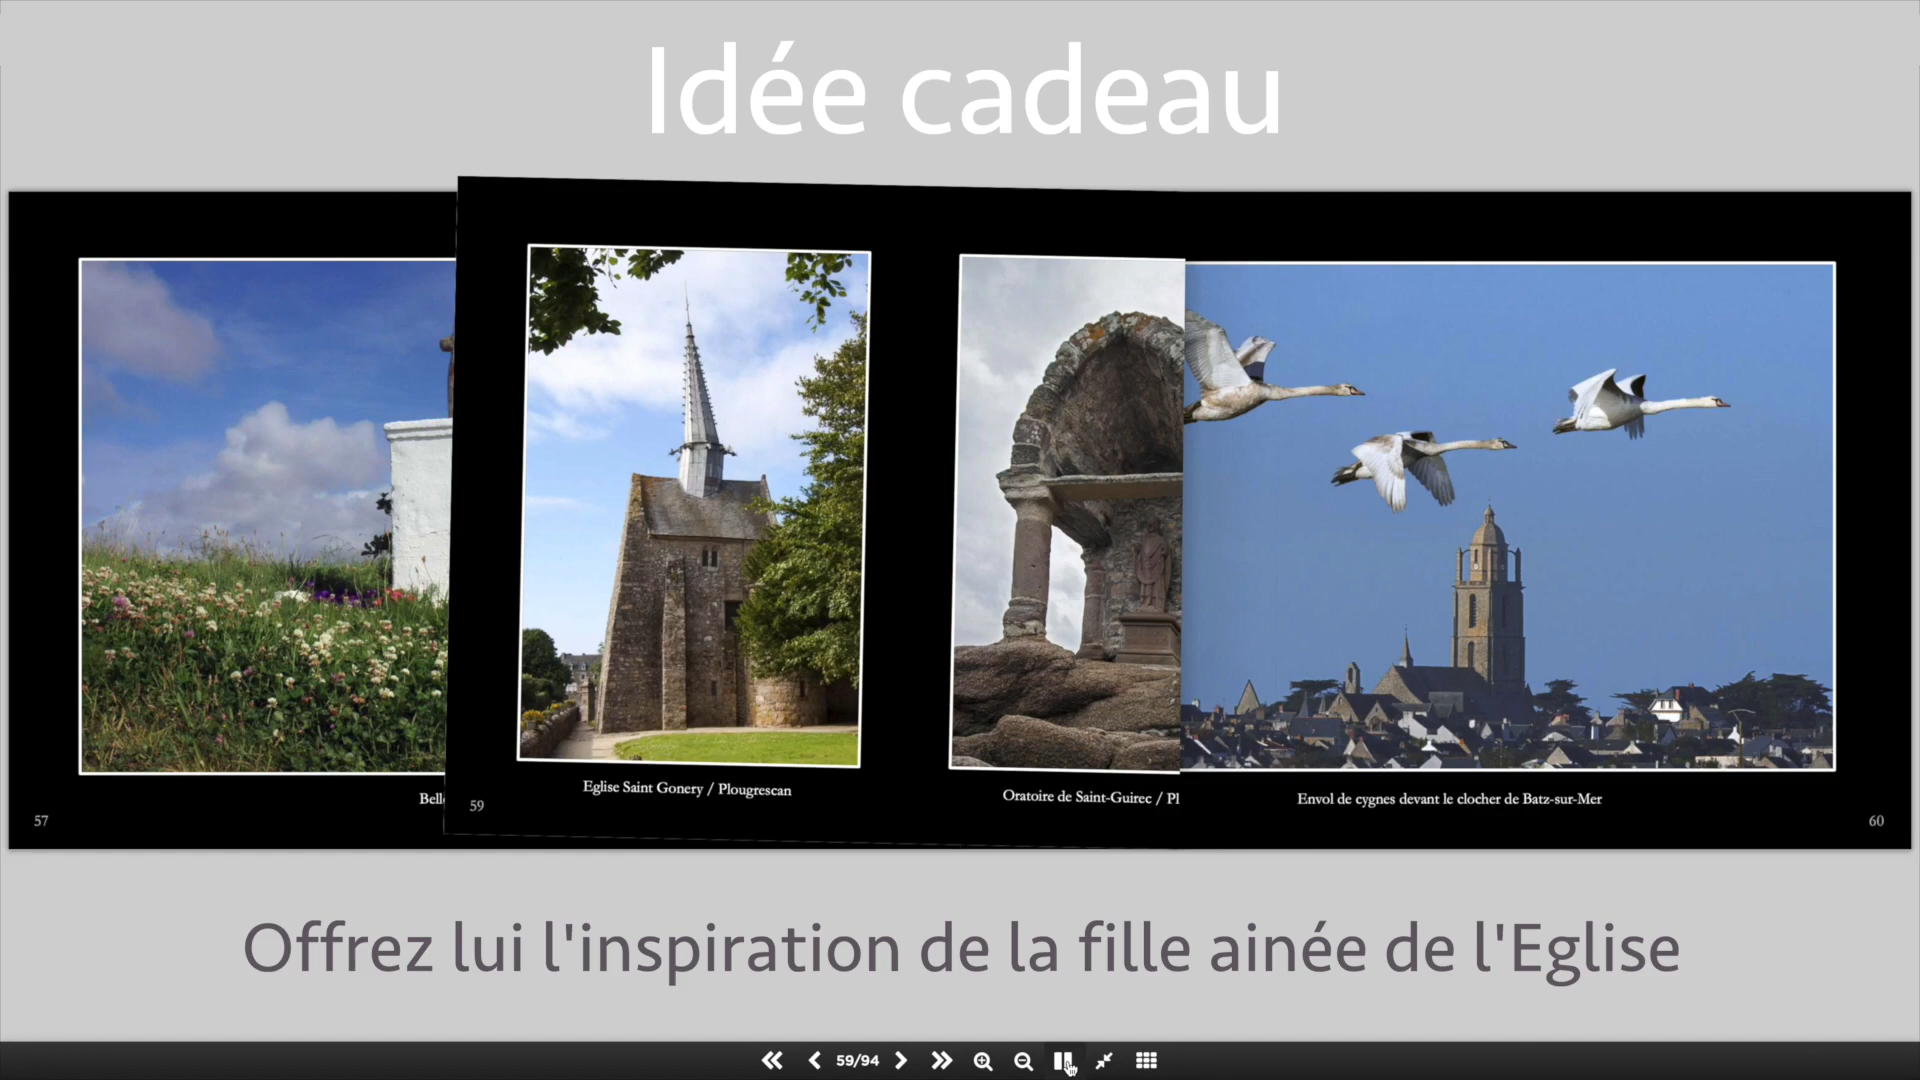 Idée cadeau
Eglise Saint Gonery / Plougrescan
Oratoire de Saint-Guirec / Pl
Envol de cygnes devant le clocher de Batz-sur-Mer
Bell
57
59
60
Offrez lui l'inspiration de la fille ainée de l'Eglise
59/94